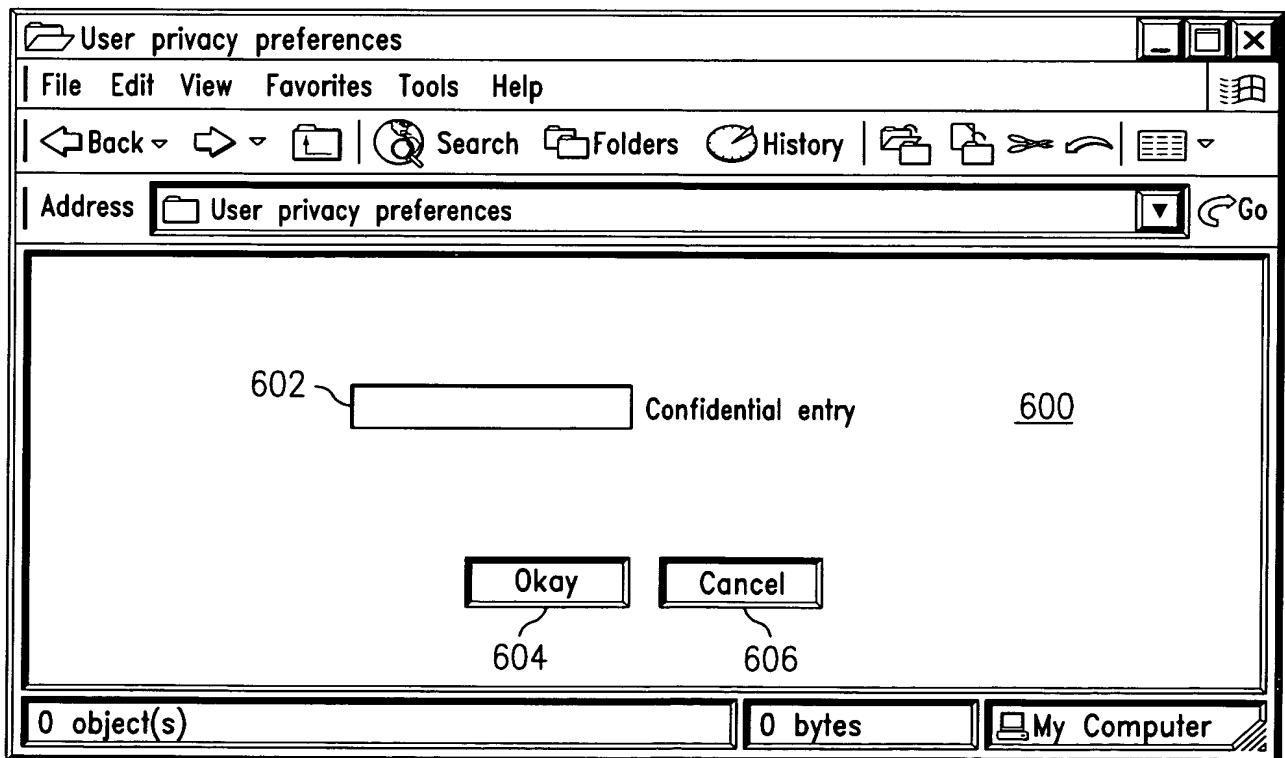 User privacy preferences
File Edit View Favorites Tools Help
Back Search Folders History
Address User privacy preferences Go
602 Confidential entry 600
Okay Cancel
604 606
0 object(s) 0 bytes My Computer